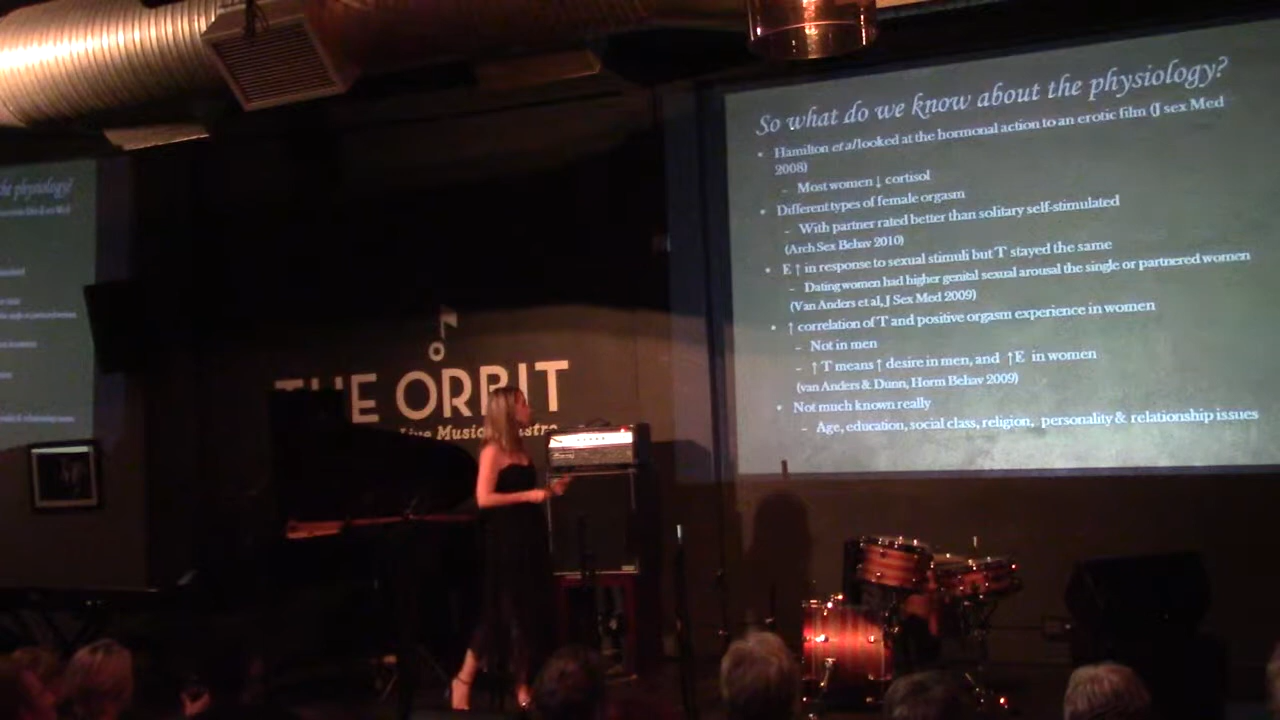 So what do we know about the physiology?
• Hamilton et al looked at the hormonal action to an erotic film (J sex Med
2008)
– Most women ↓ cortisol
• Different types of female orgasm
– With partner rated better than solitary self-stimulated
(Arch Sex Behav 2010)
• E ↑ in response to sexual stimuli but T stayed the same
– Dating women had higher genital sexual arousal the single or partnered women
(Van Anders et al, J Sex Med 2009)
• ↑ correlation of T and positive orgasm experience in women
– Not in men
– ↑ T means ↑ desire in men, and ↑E in women
(van Anders & Dunn, Horm Behav 2009)
• Not much known really
– Age, education, social class, religion, personality & relationship issues
the physiology?
THE ORBIT
Live Music